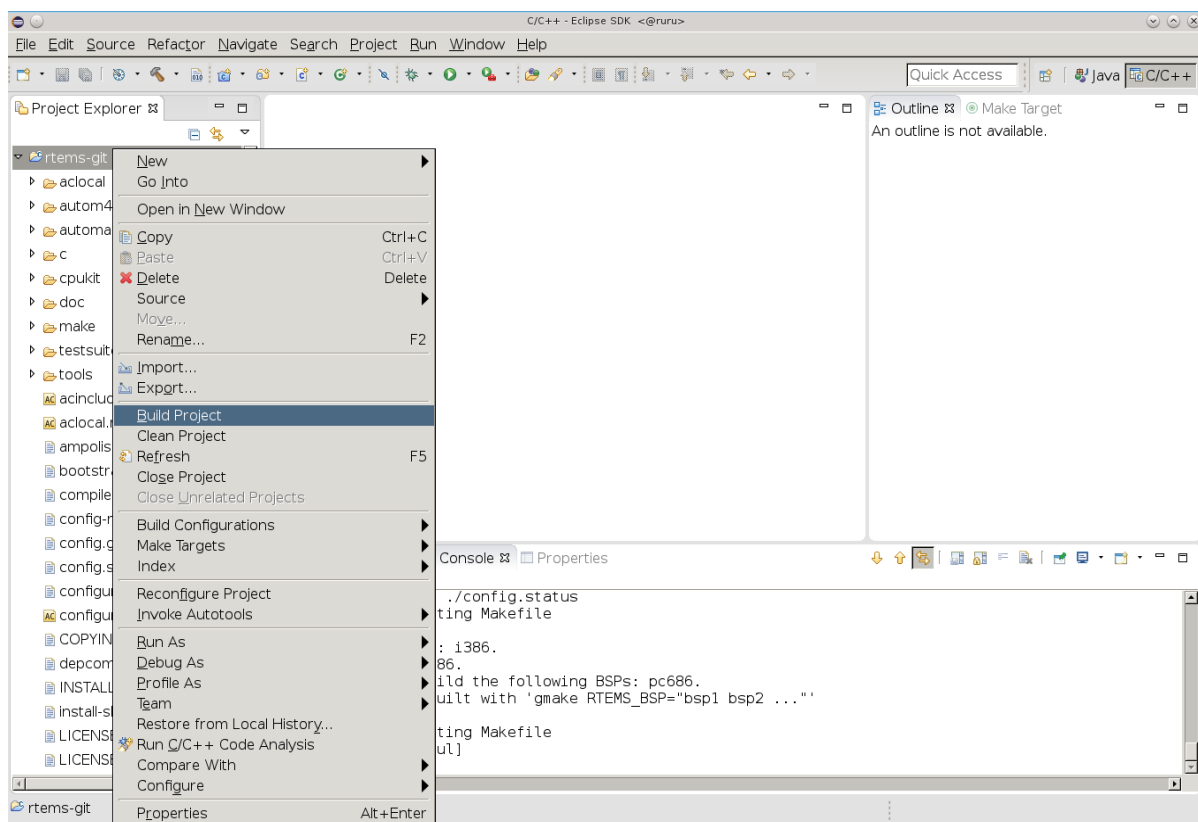 C/C++ - Eclipse SDK <@ruru>
File Edit Source Refactor Navigate Search Project Run Window Help
Quick Access Java C/C++
Project Explorer
Outline Make Target
An outline is not available.
rtems-git
aclocal
autom4
automa
c
cpukit
doc
make
testsuit
tools
acinclud
aclocal.
ampolis
bootstr
compile
config-
config.g
config.s
configu
configu
COPYIN
depcom
INSTALL
install-s
LICENSE
LICENSE
New
Go Into
Open in New Window
Copy Ctrl+C
Paste Ctrl+V
Delete Delete
Source
Move...
Rename... F2
Import...
Export...
Build Project
Clean Project
Refresh F5
Close Project
Close Unrelated Projects
Build Configurations
Make Targets
Index
Reconfigure Project
Invoke Autotools
Run As
Debug As
Profile As
Team
Restore from Local History...
Run C/C++ Code Analysis
Compare With
Configure
Properties Alt+Enter
Console Properties
./config.status
ting Makefile
: i386.
86.
ild the following BSPs: pc686.
uilt with 'gmake RTEMS_BSP="bsp1 bsp2 ..."'
ting Makefile
ul]
rtems-git